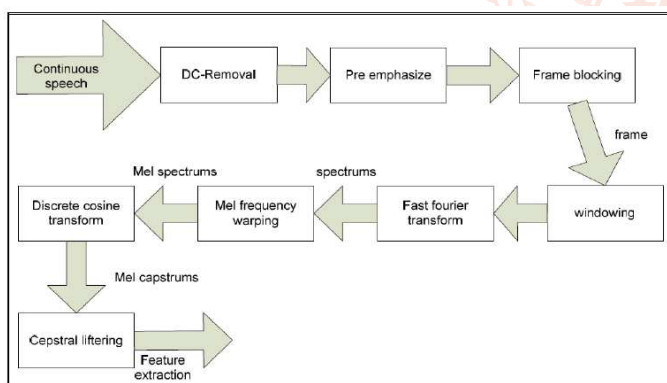 Continuous
speech
DC-Removal
Pre emphasize
Frame blocking
frame
windowing
Fast fourier
transform
spectrums
Mel frequency
warping
Mel spectrums
Discrete cosine
transform
Mel capstrums
Cepstral liftering
Feature
extraction